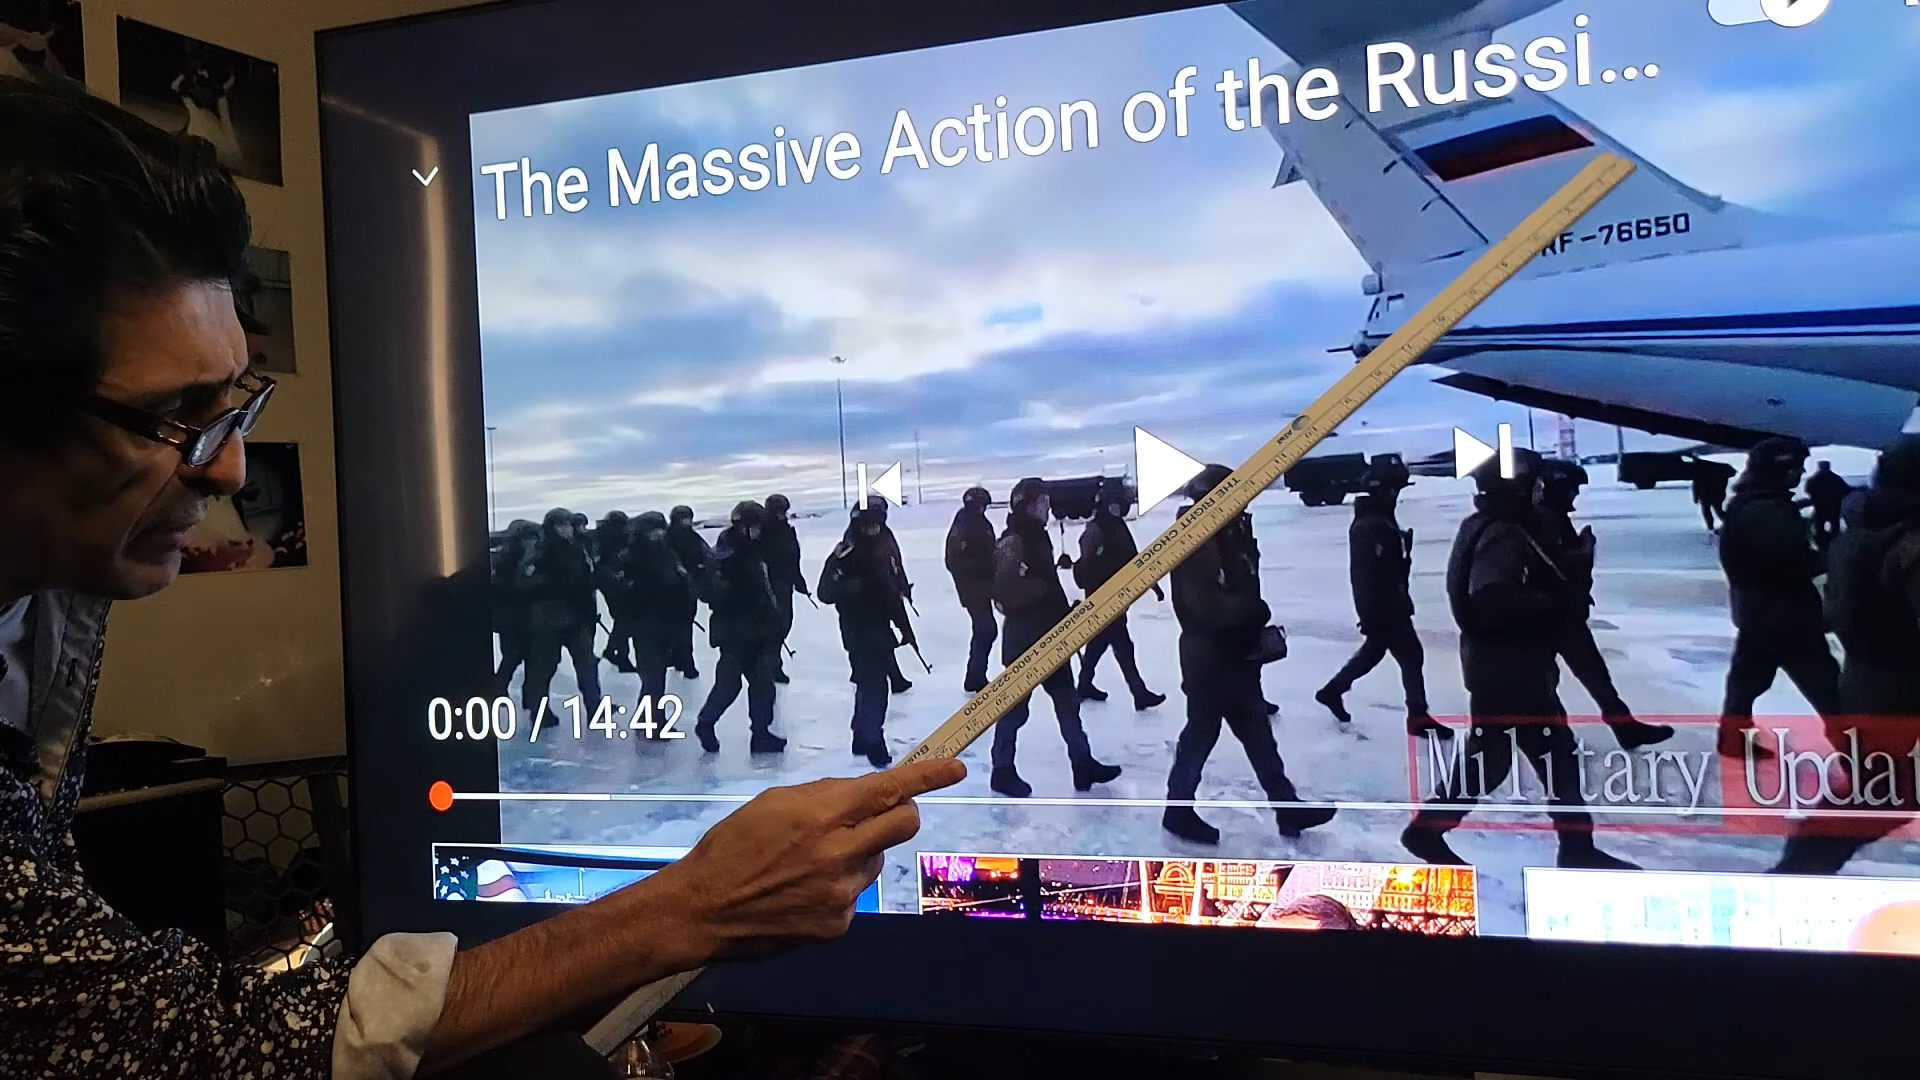 The Massive Action of the Russi...
RF-76650
AT&T
THE RIGHT CHOICE
Residence 1-800-222-0300
0:00 / 14:42
Military Updat